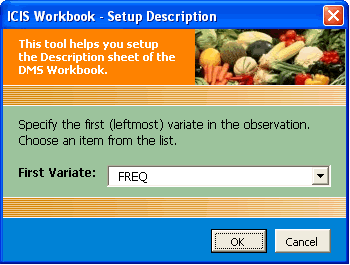 ICIS Workbook - Setup Description
This tool helps you setup
the Description sheet of the
DMS Workbook.
Specify the first (leftmost) variate in the observation.
Choose an item from the list.
First Variate:
FREQ
OK
Cancel